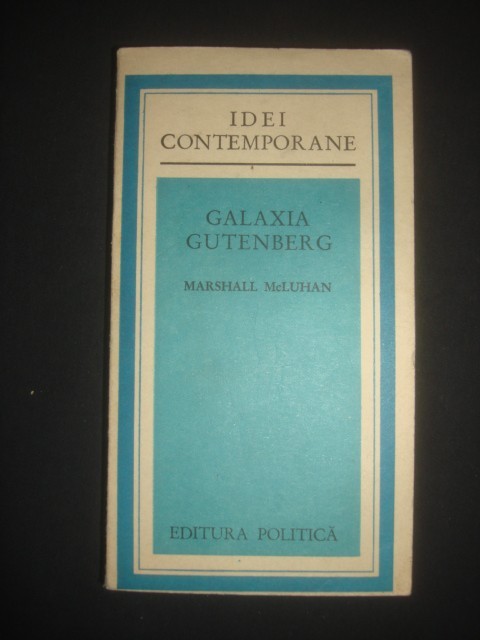 IDEI
CONTEMPORANE
GALAXIA
GUTENBERG
MARSHALL McLUHAN
EDITURA POLITICĂ